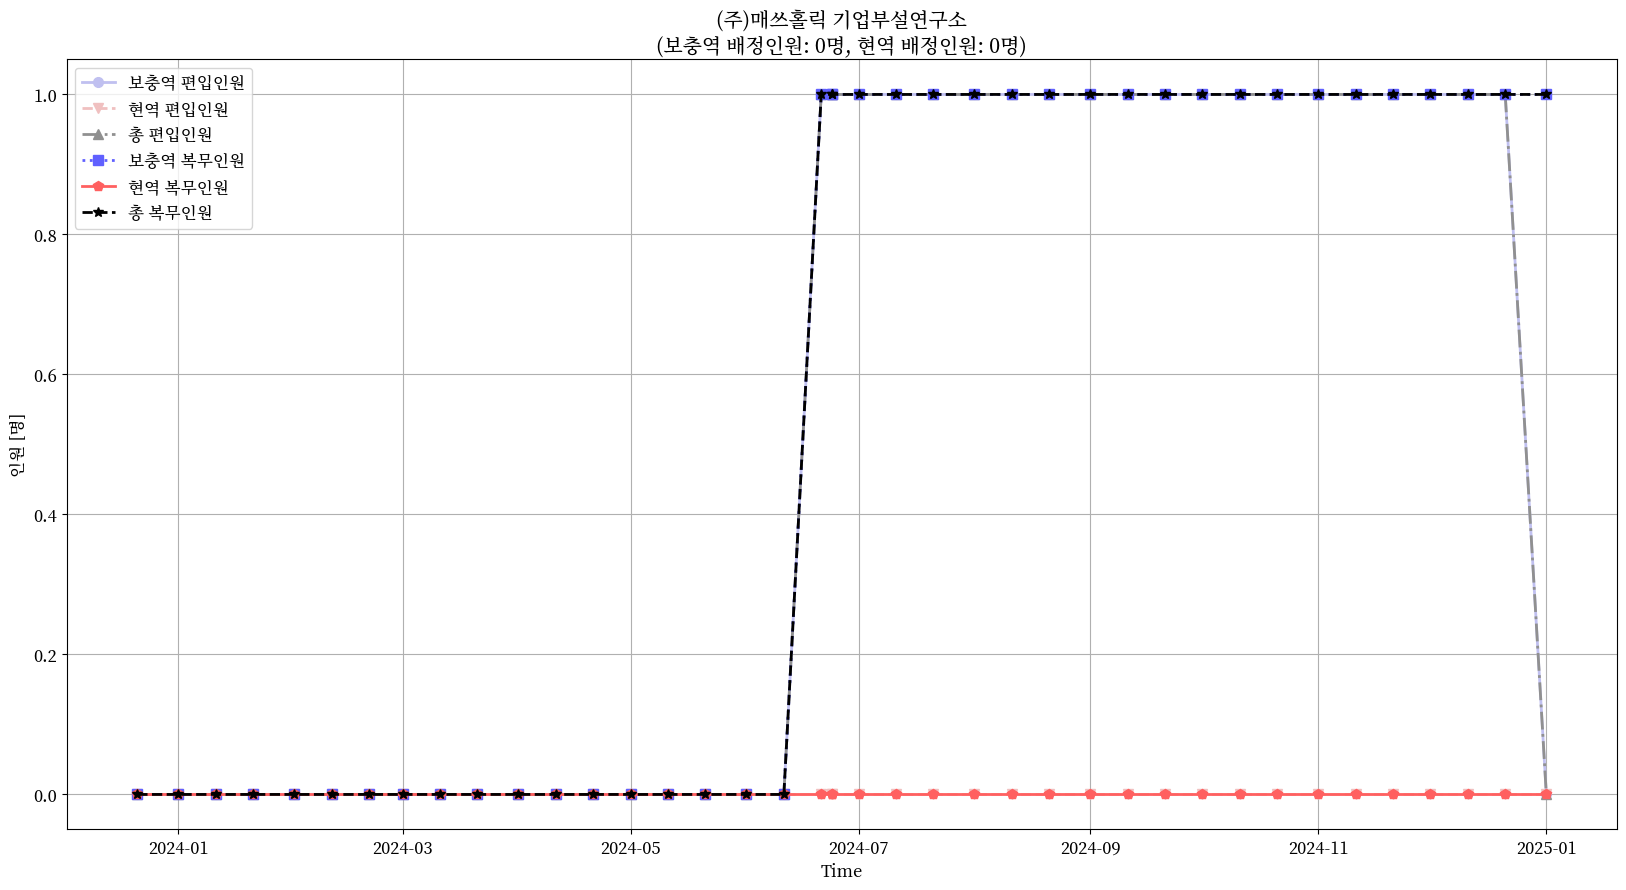 (주)매쓰홀릭 기업부설연구소
(보충역 배정인원: 0명, 현역 배정인원: 0명)
보충역 편입인원
현역 편입인원
총 편입인원
보충역 복무인원
현역 복무인원
총 복무인원
1.0
0.8
0.6
0.4
0.2
0.0
인원 [명]
2024-01
2024-03
2024-05
2024-07
2024-09
2024-11
2025-01
Time